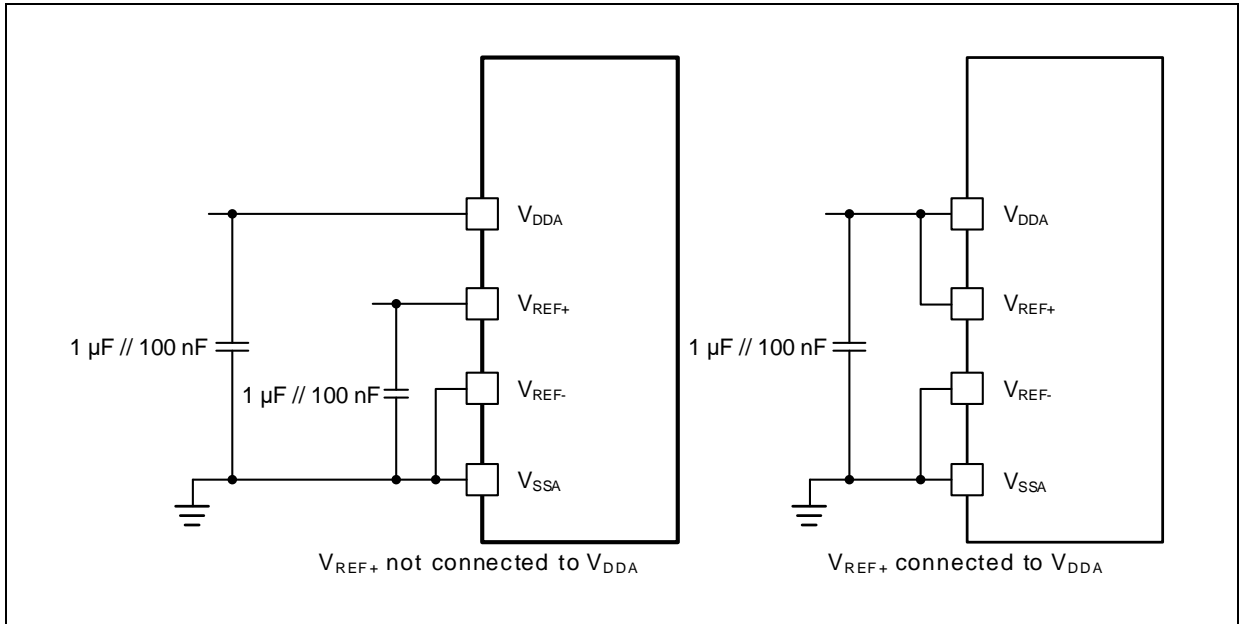 V_DDA
V_REF+
1 µF // 100 nF
1 µF // 100 nF
V_REF-
V_SSA
V_REF+ not connected to V_DDA
V_DDA
V_REF+
1 µF // 100 nF
V_REF-
V_SSA
V_REF+ connected to V_DDA